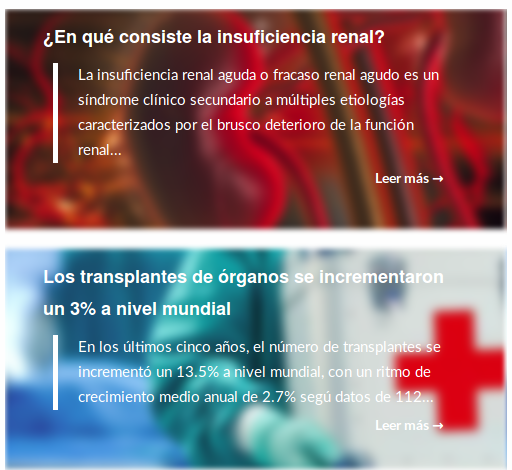 ¿En qué consiste la insuficiencia renal?
La insuficiencia renal aguda o fracaso renal agudo es un
síndrome clínico secundario a múltiples etiologías
caracterizados por el brusco deterioro de la función
renal...
Leer más →
Los transplantes de órganos se incrementaron
un 3% a nivel mundial
En los últimos cinco años, el número de transplantes se
incrementó un 13.5% a nivel mundial, con un ritmo de
crecimiento medio anual de 2.7% segú datos de 112...
Leer más →